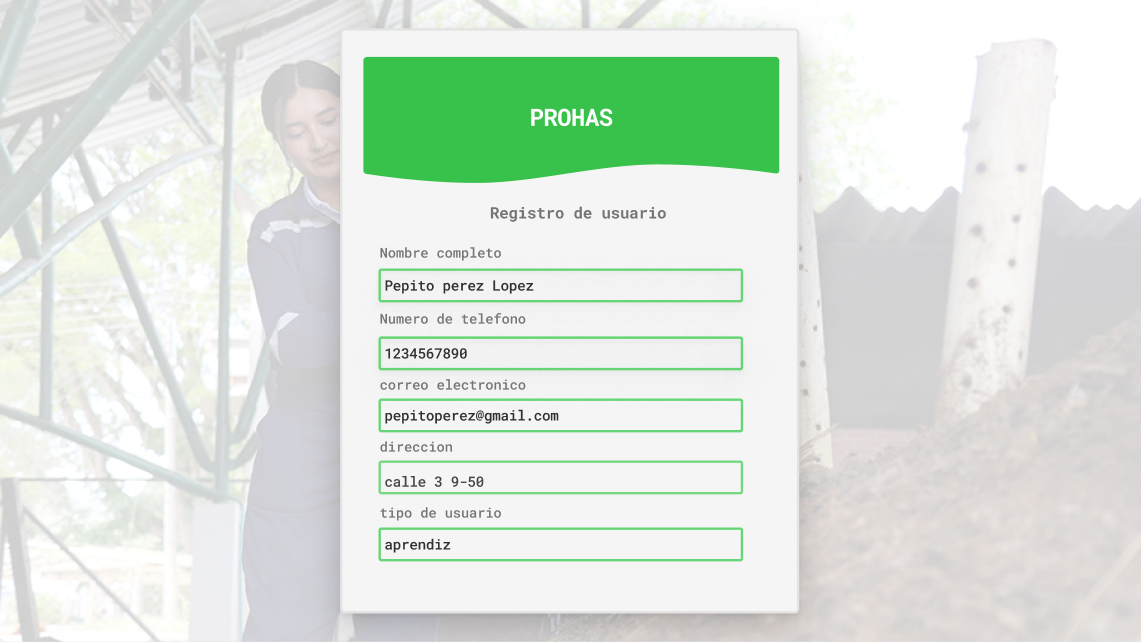 PROHAS
Registro de usuario
Nombre completo
Pepito perez Lopez
Numero de telefono
1234567890
correo electronico
pepitoperez@gmail.com
direccion
calle 3 9-50
tipo de usuario
aprendiz